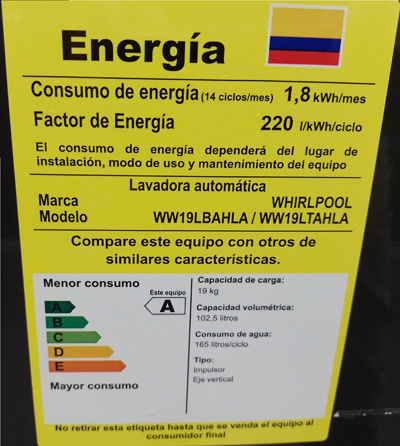 Energía
Consumo de energía (14 ciclos/mes) 1,8 kWh/mes
Factor de Energía 220 l/kWh/ciclo
El consumo de energía dependerá del lugar de
instalación, modo de uso y mantenimiento del equipo
Lavadora automática
Marca WHIRLPOOL
Modelo WW19LBAHLA / WW19LTAHLA
Compare este equipo con otros de
similares características.
Menor consumo
Este equipo
A
A
B
C
D
E
Mayor consumo
Capacidad de carga:
19 kg
Capacidad volumétrica:
102,5 litros
Consumo de agua:
165 litros/ciclo
Tipo:
Impulsor
Eje vertical
No retirar esta etiqueta hasta que se venda el equipo al
consumidor final